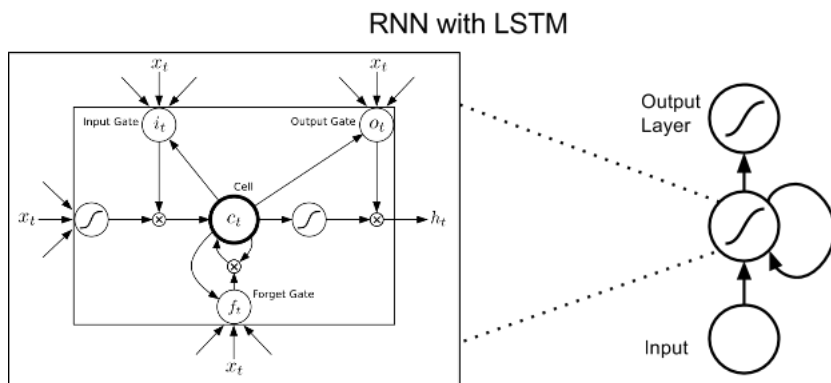 RNN with LSTM
x_t
x_t
Input Gate
i_t
Output Gate
o_t
Output
Layer
Cell
x_t
c_t
h_t
Forget Gate
f_t
x_t
Input